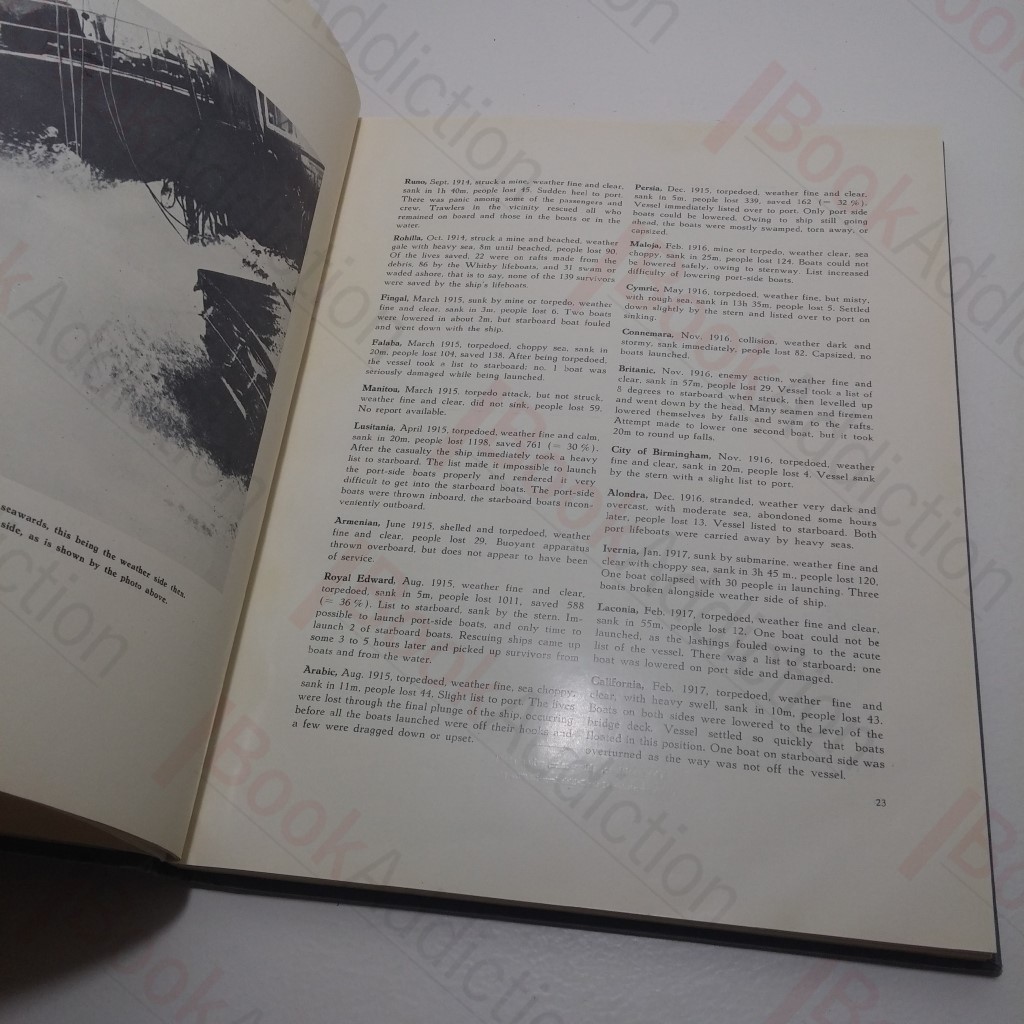 seawards, this being the weather side thrs.
side, as is shown by the photo above.
Runo, Sept. 1914, struck a mine, weather fine and clear,
sank in 1h 40m, people lost 45. Sudden heel to port.
There was panic among some of the passengers and
crew. Trawlers in the vicinity rescued all who
remained on board and those in the boats or in the
water.
Rohilla, Oct. 1914, struck a mine and beached, weather
gale with heavy sea, 8m until beached, people lost 90.
Of the lives saved, 22 were on rafts made from the
debris, 86 by the Whitby lifeboats, and 31 swam or
waded ashore, that is to say, none of the 139 survivors
were saved by the ship's lifeboats.
Fingal, March 1915, sunk by mine or torpedo, weather
fine and clear, sank in 3m, people lost 6. Two boats
were lowered in about 2m, but starboard boat fouled
and went down with the ship.
Falaba, March 1915, torpedoed, choppy sea, sank in
20m, people lost 104, saved 138. After being torpedoed,
the vessel took a list to starboard; no. 1 boat was
seriously damaged while being launched.
Manitou, March 1915, torpedo attack, but not struck,
weather fine and clear, did not sink, people lost 59.
No report available.
Lusitania, April 1915, torpedoed, weather fine and calm,
sank in 20m, people lost 1198, saved 761 (= 30 %).
After the casualty the ship immediately took a heavy
list to starboard. The list made it impossible to launch
the port-side boats properly and rendered it very
difficult to get into the starboard boats. The port-side
boats were thrown inboard, the starboard boats incon-
veniently outboard.
Armenian, June 1915, shelled and torpedoed, weather
fine and clear, people lost 29. Buoyant apparatus
thrown overboard, but does not appear to have been
of service.
Royal Edward, Aug. 1915, weather fine and clear,
torpedoed, sank in 5m, people lost 1011, saved 588
(= 36 %). List to starboard, sank by the stern. Im-
possible to launch port-side boats, and only time to
launch 2 of starboard boats. Rescuing ships came up
some 3 to 5 hours later and picked up survivors from
boats and from the water.
Arabic, Aug. 1915, torpedoed, weather fine, sea choppy,
sank in 11m, people lost 44. Slight list to port. The lives
were lost through the final plunge of the ship, occurring
before all the boats launched were off their hooks and
a few were dragged down or upset.
Persia, Dec. 1915, torpedoed, weather fine and clear,
sank in 5m, people lost 339, saved 162 (= 32 %).
Vessel immediately listed over to port. Only port side
boats could be lowered. Owing to ship still going
ahead, the boats were mostly swamped, torn away, or
capsized.
Maloja, Feb. 1916, mine or torpedo, weather clear, sea
choppy, sank in 25m, people lost 124. Boats could not
be lowered safely, owing to sternway. List increased
difficulty of lowering port-side boats.
Cymric, May 1916, torpedoed, weather fine, but misty,
with rough sea, sank in 13h 35m, people lost 5. Settled
down slightly by the stern and listed over to port on
sinking.
Connemara, Nov. 1916, collision, weather dark and
stormy, sank immediately, people lost 82. Capsized, no
boats launched.
Britanic, Nov. 1916, enemy action, weather fine and
clear, sank in 57m, people lost 29. Vessel took a list of
8 degrees to starboard when struck, then levelled up
and went down by the head. Many seamen and firemen
lowered themselves by falls and swam to the rafts.
Attempt made to lower one second boat, but it took
20m to round up falls.
City of Birmingham, Nov. 1916, torpedoed, weather
fine and clear, sank in 20m, people lost 4. Vessel sank
by the stern with a slight list to port.
Alondra, Dec. 1916, stranded, weather very dark and
overcast, with moderate sea, abondoned some hours
later, people lost 13. Vessel listed to starboard. Both
port lifeboats were carried away by heavy seas.
Ivernia, Jan. 1917, sunk by submarine, weather fine and
clear with choppy sea, sank in 3h 45 m., people lost 120.
One boat collapsed with 30 people in launching. Three
boats broken alongside weather side of ship.
Laconia, Feb. 1917, torpedoed, weather fine and clear,
sank in 55m, people lost 12. One boat could not be
launched, as the lashings fouled owing to the acute
list of the vessel. There was a list to starboard; one
boat was lowered on port side and damaged.
California, Feb. 1917, torpedoed, weather fine and
clear, with heavy swell, sank in 10m, people lost 43.
Boats on both sides were lowered to the level of the
bridge deck. Vessel settled so quickly that boats
floated in this position. One boat on starboard side was
overturned as the way was not off the vessel.
23